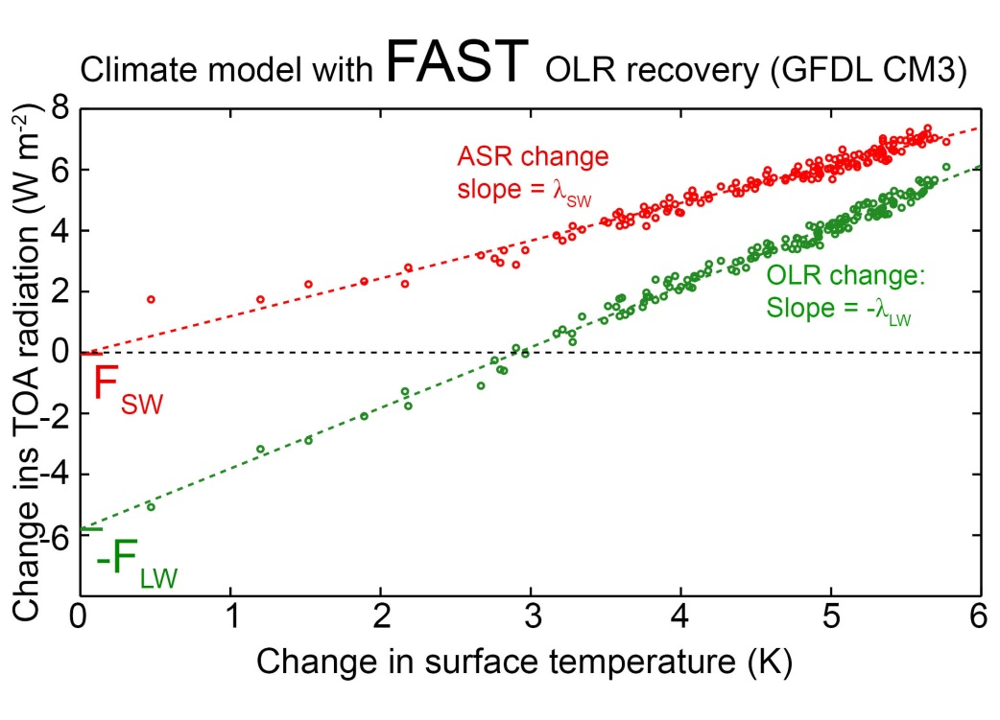 Climate model with FAST OLR recovery (GFDL CM3)
Change ins TOA radiation (W m⁻²)
8
6
4
2
0
-2
-4
-6
ASR change
slope = λSW
OLR change:
Slope = -λLW
FSW
-FLW
0 1 2 3 4 5 6
Change in surface temperature (K)